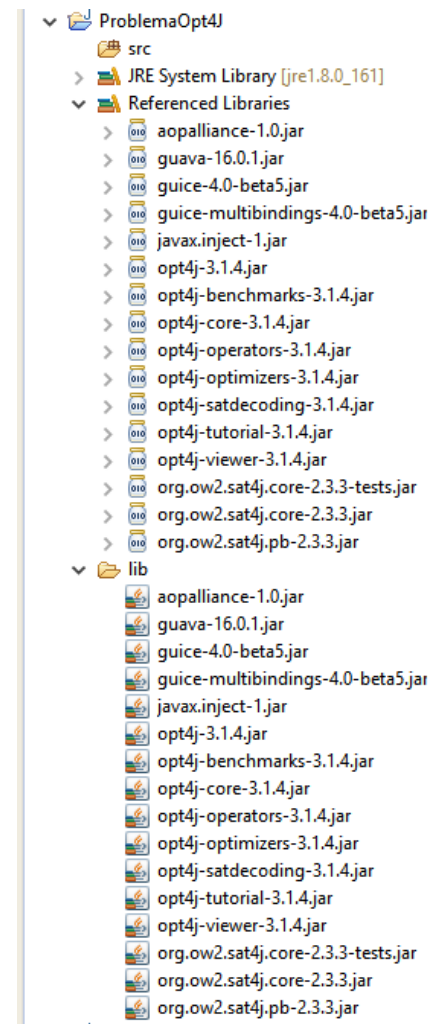 ProblemaOpt4J
src
JRE System Library [jre1.8.0_161]
Referenced Libraries
aopalliance-1.0.jar
guava-16.0.1.jar
guice-4.0-beta5.jar
guice-multibindings-4.0-beta5.jar
javax.inject-1.jar
opt4j-3.1.4.jar
opt4j-benchmarks-3.1.4.jar
opt4j-core-3.1.4.jar
opt4j-operators-3.1.4.jar
opt4j-optimizers-3.1.4.jar
opt4j-satdecoding-3.1.4.jar
opt4j-tutorial-3.1.4.jar
opt4j-viewer-3.1.4.jar
org.ow2.sat4j.core-2.3.3-tests.jar
org.ow2.sat4j.core-2.3.3.jar
org.ow2.sat4j.pb-2.3.3.jar
lib
aopalliance-1.0.jar
guava-16.0.1.jar
guice-4.0-beta5.jar
guice-multibindings-4.0-beta5.jar
javax.inject-1.jar
opt4j-3.1.4.jar
opt4j-benchmarks-3.1.4.jar
opt4j-core-3.1.4.jar
opt4j-operators-3.1.4.jar
opt4j-optimizers-3.1.4.jar
opt4j-satdecoding-3.1.4.jar
opt4j-tutorial-3.1.4.jar
opt4j-viewer-3.1.4.jar
org.ow2.sat4j.core-2.3.3-tests.jar
org.ow2.sat4j.core-2.3.3.jar
org.ow2.sat4j.pb-2.3.3.jar